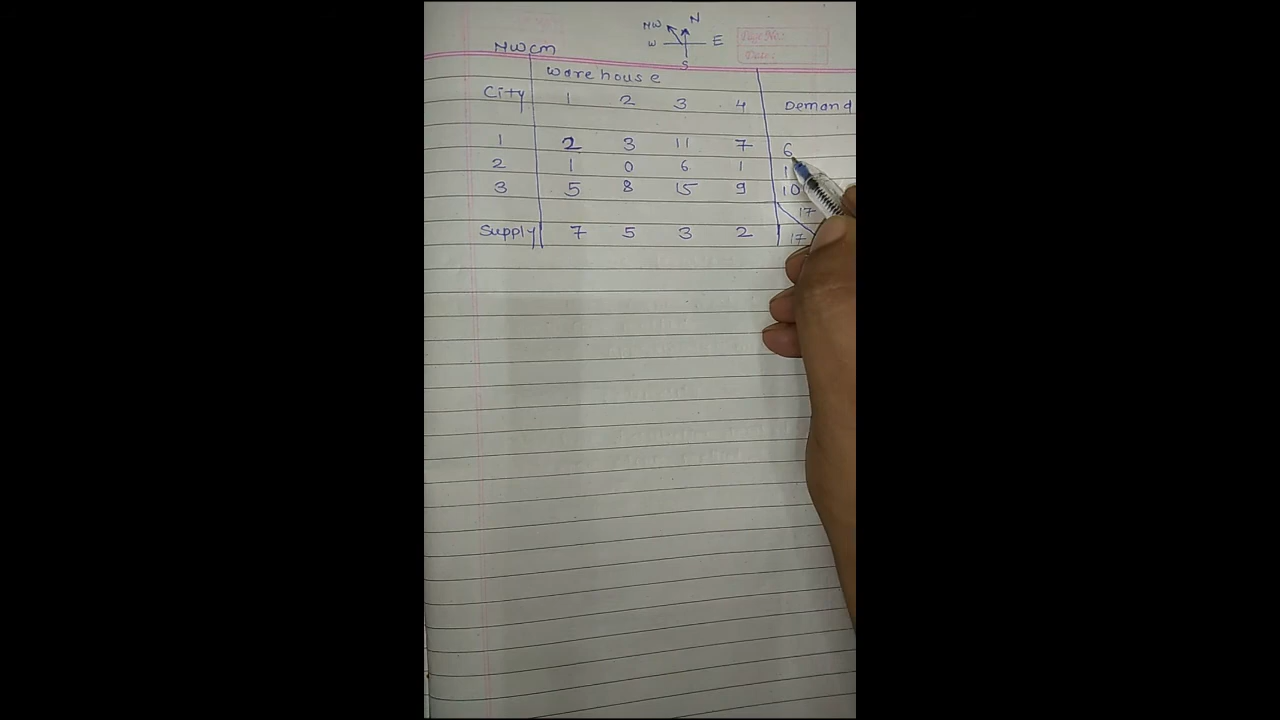 NW N
W E
S
NWCM
Warehouse
City 1 2 3 4 Demand
1 2 3 11 7 6
2 1 0 6 1 1
3 5 8 15 9 10
17
Supply 7 5 3 2 17